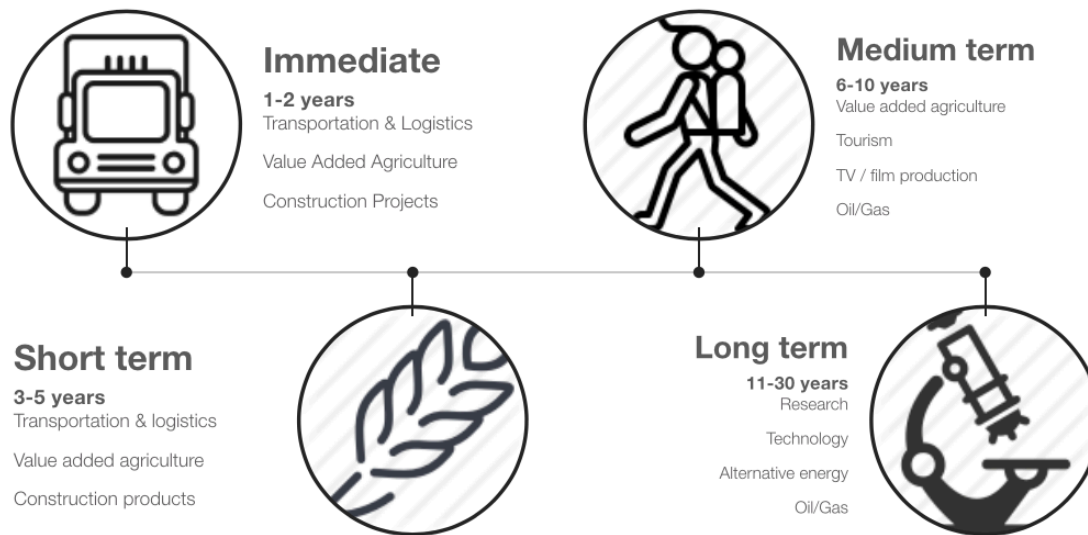 Immediate
1-2 years
Transportation & Logistics
Value Added Agriculture
Construction Projects
Short term
3-5 years
Transportation & logistics
Value added agriculture
Construction products
Medium term
6-10 years
Value added agriculture
Tourism
TV / film production
Oil/Gas
Long term
11-30 years
Research
Technology
Alternative energy
Oil/Gas